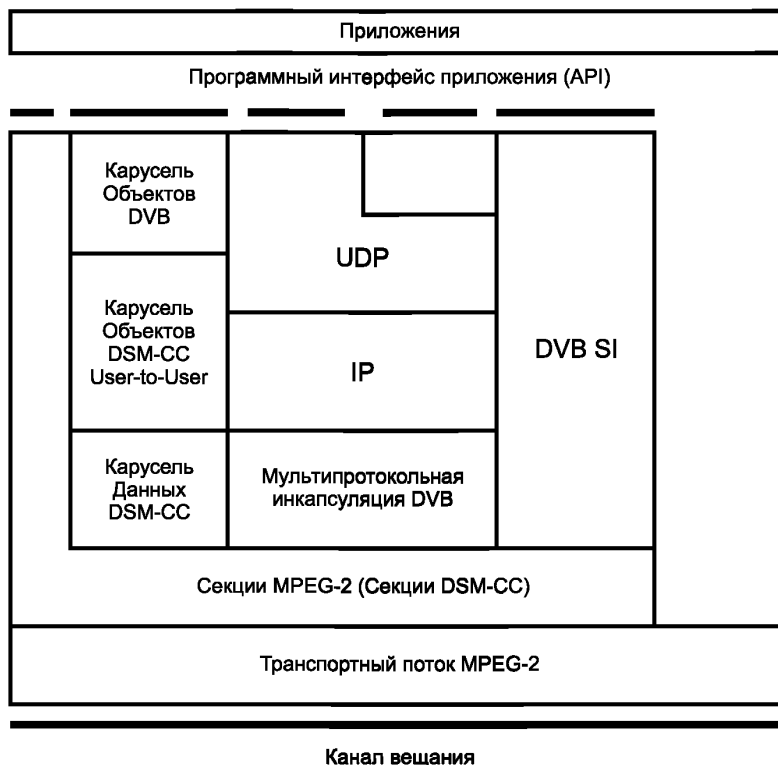 Приложения
Программный интерфейс приложения (API)
Карусель
Объектов
DVB
UDP
Карусель
Объектов
DSM-CC
User-to-User
IP
DVB SI
Карусель
Данных
DSM-CC
Мультипротокольная
инкапсуляция DVB
Секции MPEG-2 (Секции DSM-CC)
Транспортный поток MPEG-2
Канал вещания